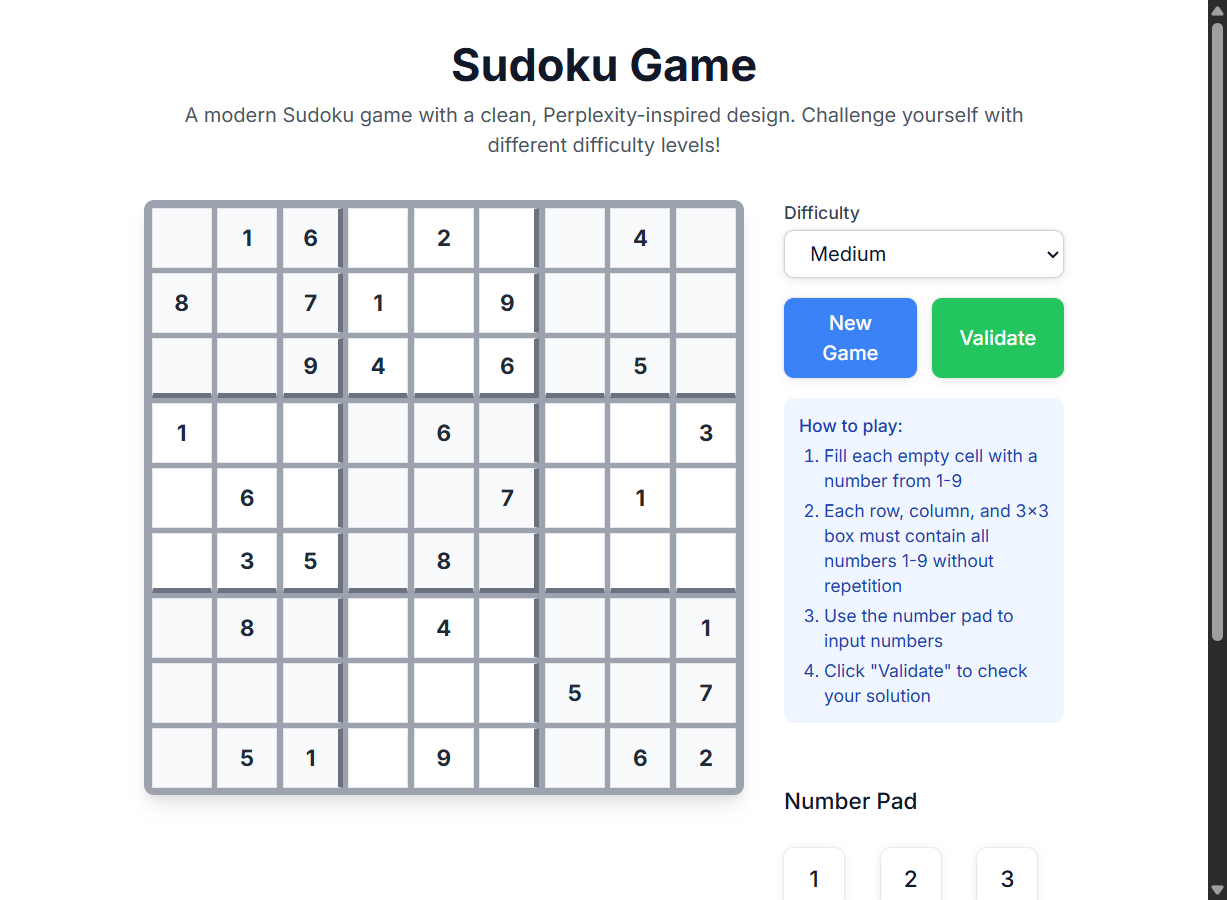 Sudoku Game
A modern Sudoku game with a clean, Perplexity-inspired design. Challenge yourself with
different difficulty levels!
1 6 2 4
8 7 1 9
9 4 6 5
1 6 3
6 7 1
3 5 8
8 4 1
5 7
5 1 9 6 2
Difficulty
Medium
New
Game
Validate
How to play:
1. Fill each empty cell with a
number from 1-9
2. Each row, column, and 3×3
box must contain all
numbers 1-9 without
repetition
3. Use the number pad to
input numbers
4. Click "Validate" to check
your solution
Number Pad
1 2 3